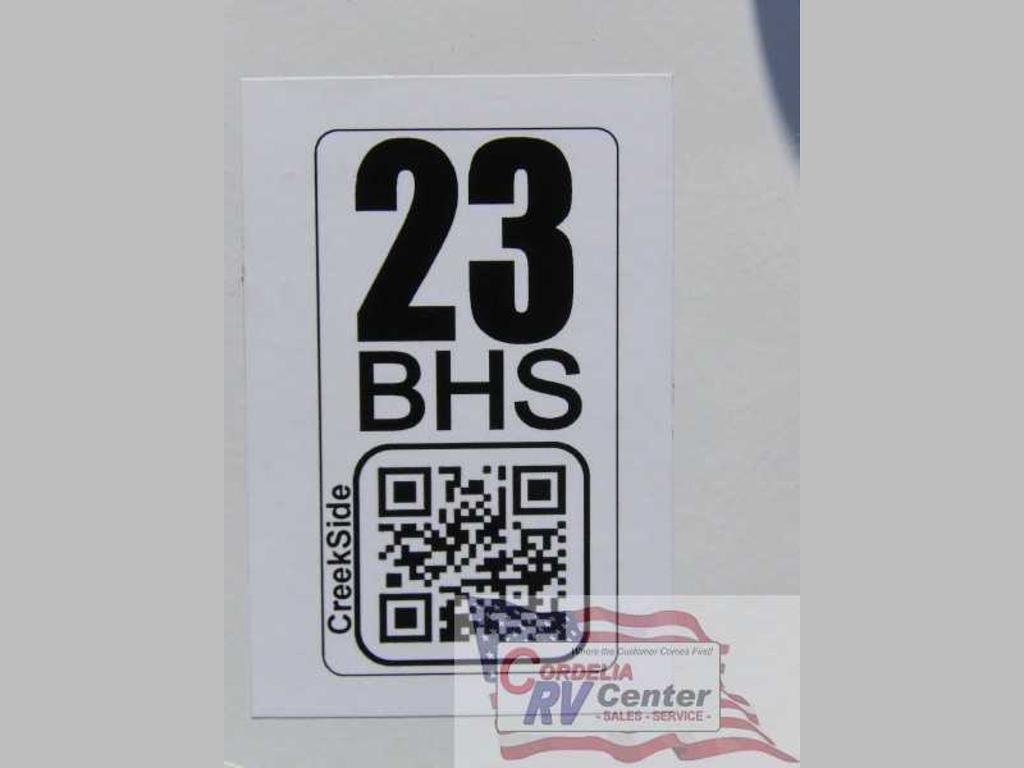 23
BHS
CreekSide
Where the Customer Comes First!
CORDELIA
RV Center
- SALES - SERVICE -